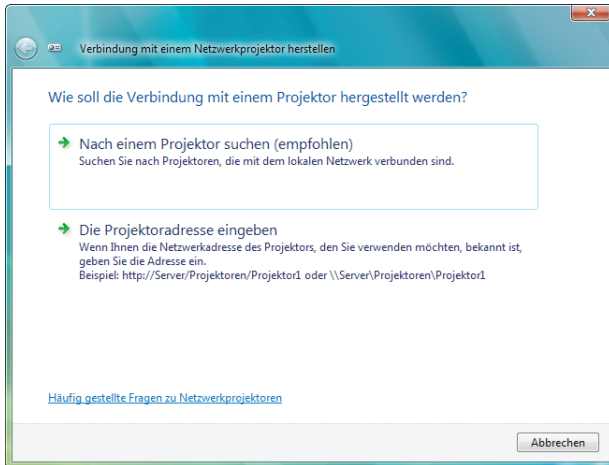 Verbindung mit einem Netzwerkprojektor herstellen
Wie soll die Verbindung mit einem Projektor hergestellt werden?
Nach einem Projektor suchen (empfohlen)
Suchen Sie nach Projektoren, die mit dem lokalen Netzwerk verbunden sind.
Die Projektoradresse eingeben
Wenn Ihnen die Netzwerkadresse des Projektors, den Sie verwenden möchten, bekannt ist,
geben Sie die Adresse ein.
Beispiel: http://Server/Projektoren/Projektor1 oder \\Server\Projektoren\Projektor1
Häufig gestellte Fragen zu Netzwerkprojektoren
Abbrechen